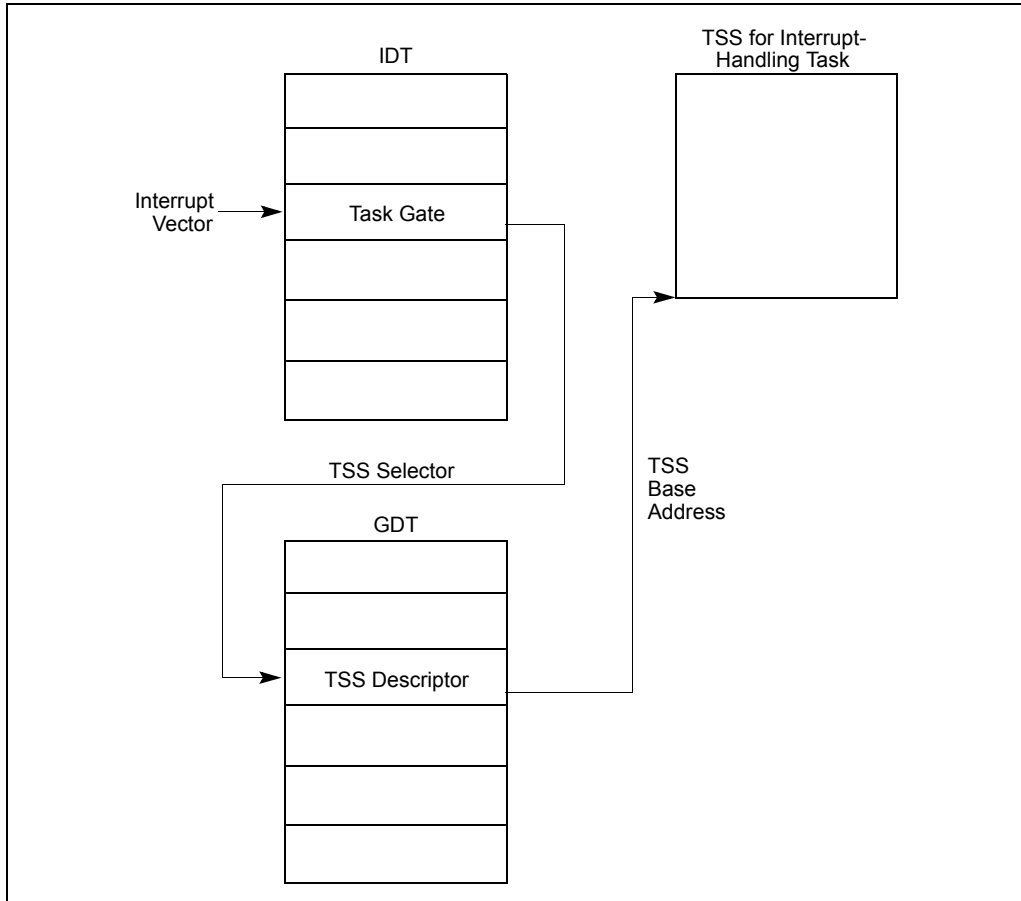 IDT
TSS for Interrupt-
Handling Task
Interrupt
Vector
Task Gate
TSS Selector
TSS
Base
Address
GDT
TSS Descriptor